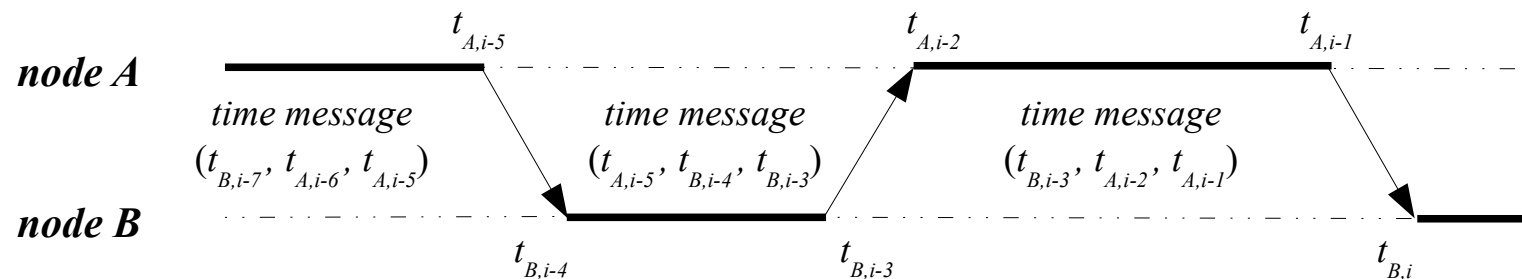 t_{A,i-5} t_{A,i-2} t_{A,i-1}
node A
time message time message time message
(t_{B,i-7}, t_{A,i-6}, t_{A,i-5}) (t_{A,i-5}, t_{B,i-4}, t_{B,i-3}) (t_{B,i-3}, t_{A,i-2}, t_{A,i-1})
node B
t_{B,i-4} t_{B,i-3} t_{B,i}